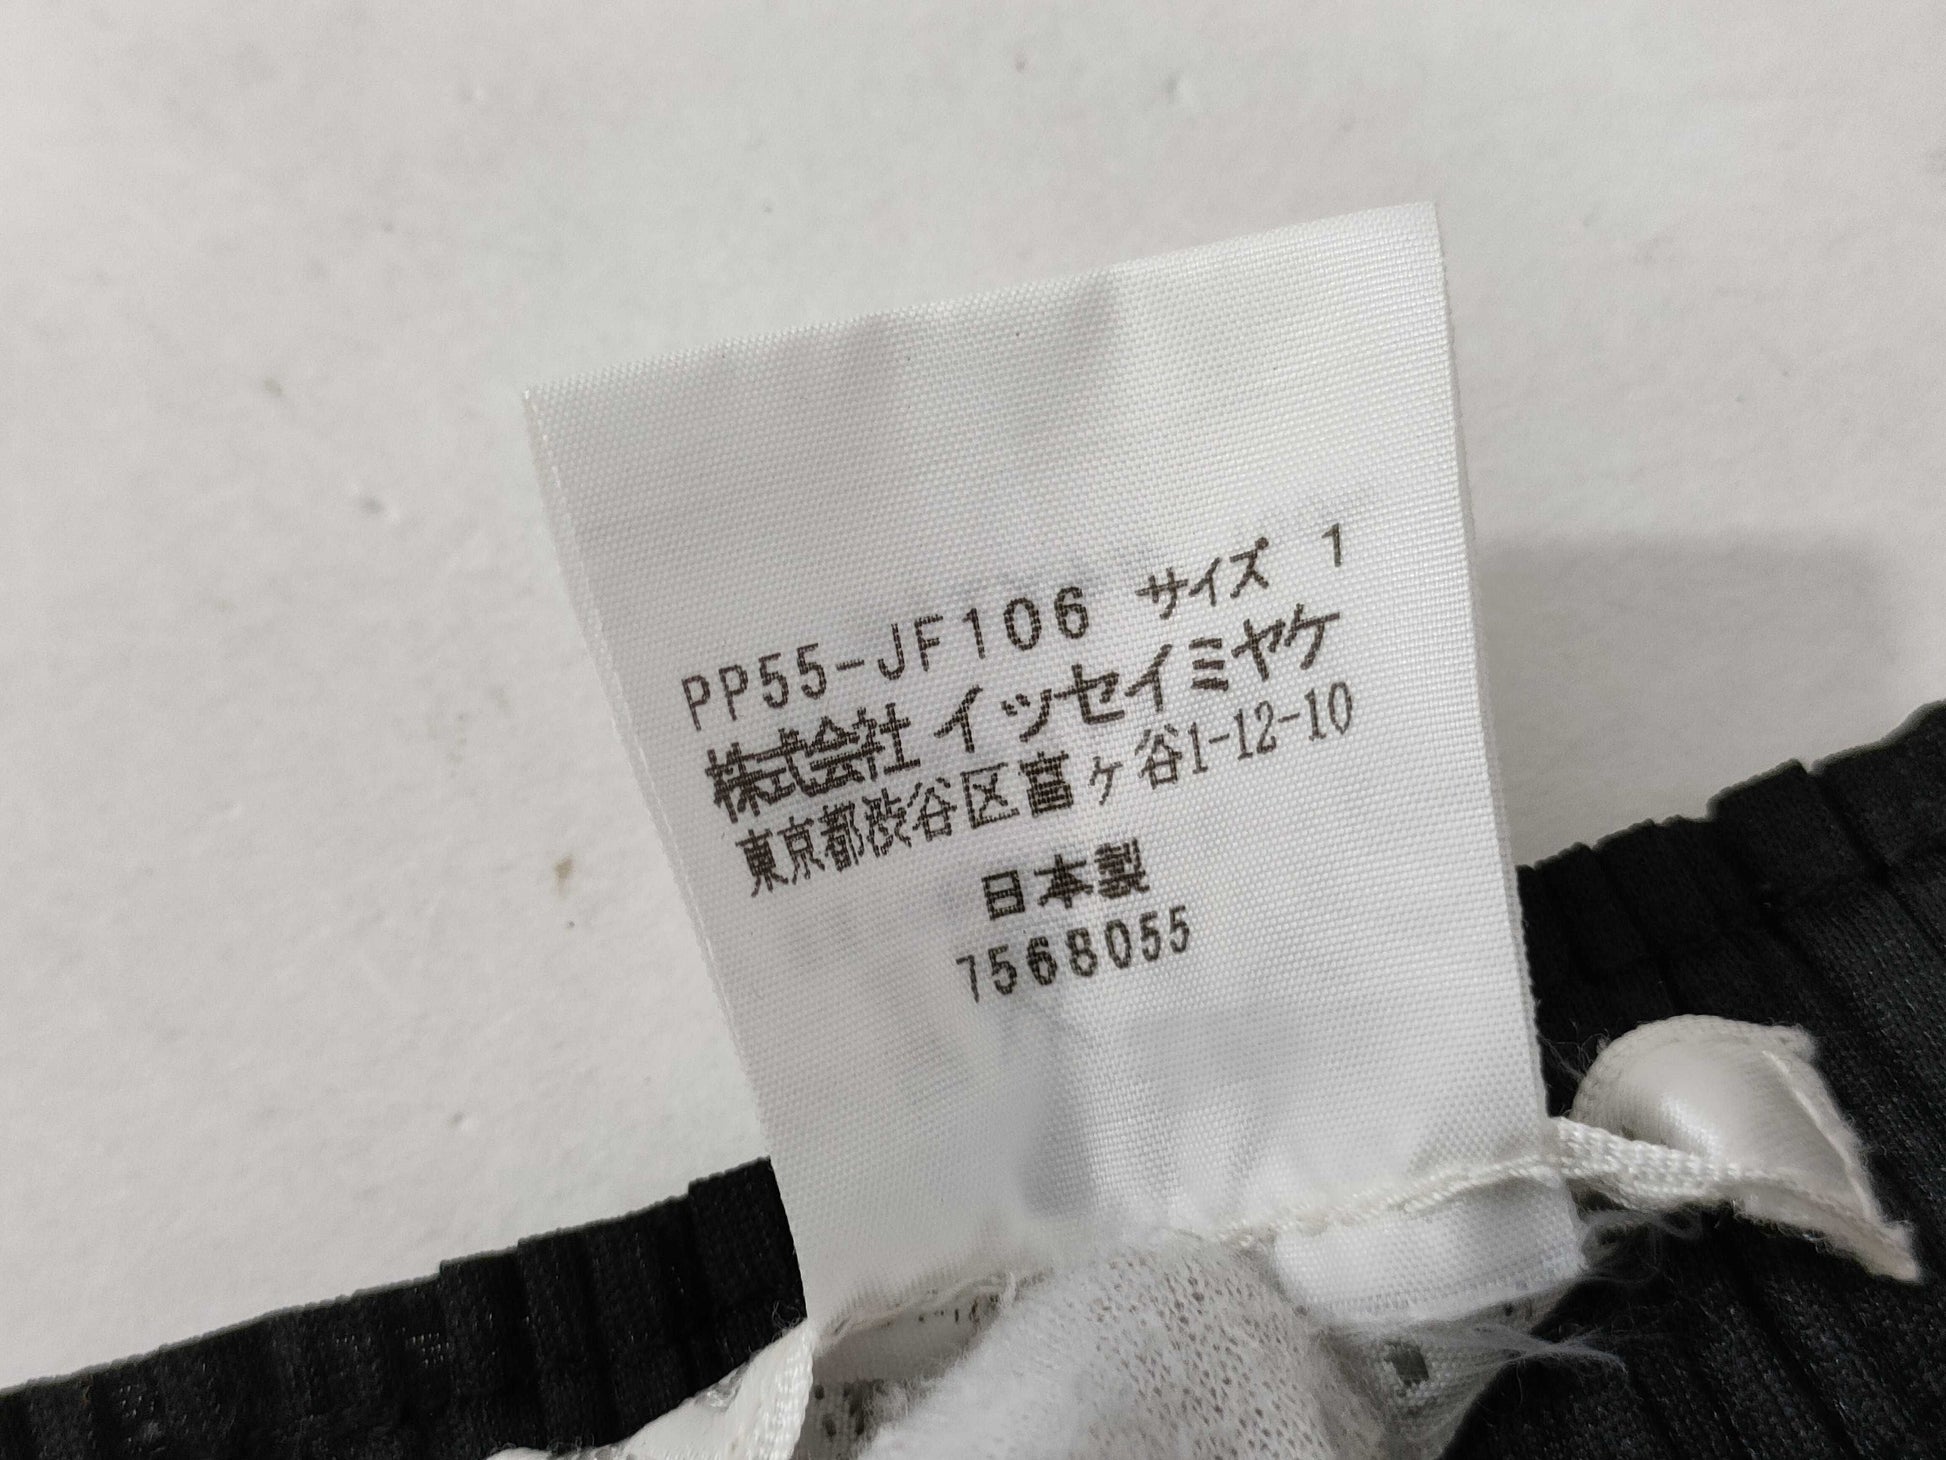 PP55-JF106 サイズ 1
株式会社 イッセイミヤケ
東京都渋谷区富ヶ谷1-12-10
日本製
7568055